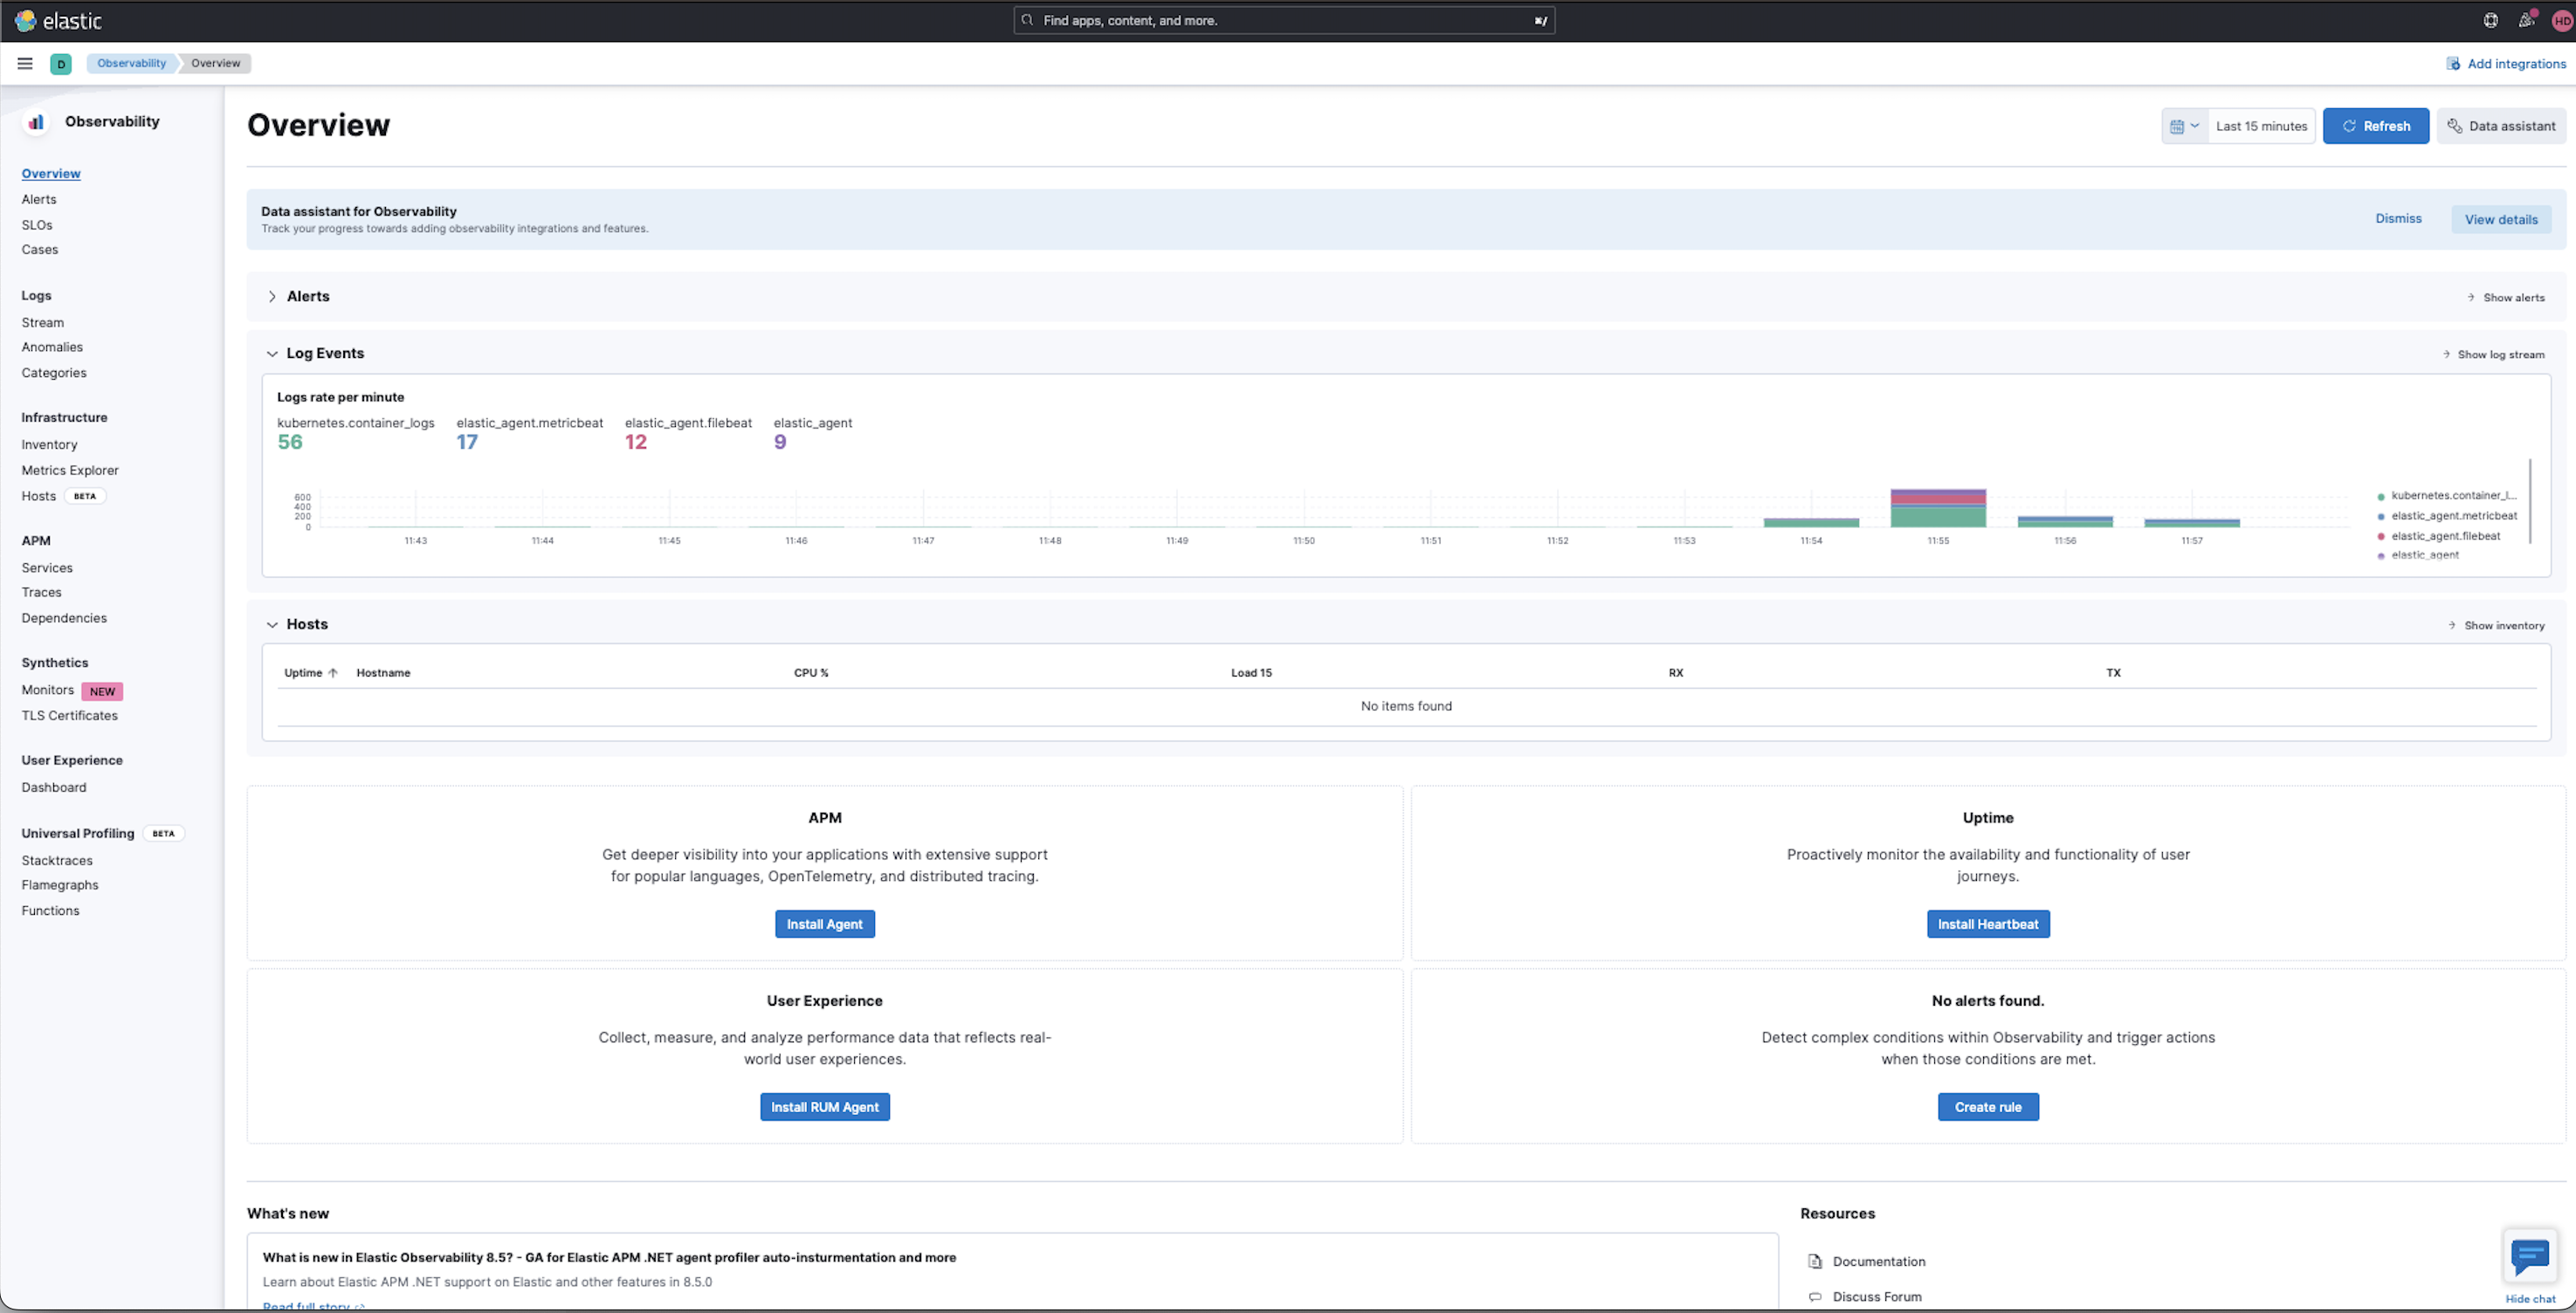 elastic
Find apps, content, and more.
⌘/
HD
D
Observability
Overview
Add integrations
Observability
Overview
Alerts
SLOs
Cases
Logs
Stream
Anomalies
Categories
Infrastructure
Inventory
Metrics Explorer
Hosts BETA
APM
Services
Traces
Dependencies
Synthetics
Monitors NEW
TLS Certificates
User Experience
Dashboard
Universal Profiling BETA
Stacktraces
Flamegraphs
Functions
Overview
Last 15 minutes
Refresh
Data assistant
Data assistant for Observability
Track your progress towards adding observability integrations and features.
Dismiss
View details
Alerts
Show alerts
Log Events
Show log stream
Logs rate per minute
kubernetes.container_logs elastic_agent.metricbeat elastic_agent.filebeat elastic_agent
56 17 12 9
600
400
200
0
11:43 11:44 11:45 11:46 11:47 11:48 11:49 11:50 11:51 11:52 11:53 11:54 11:55 11:56 11:57
kubernetes.container_l...
elastic_agent.metricbeat
elastic_agent.filebeat
elastic_agent
Hosts
Show inventory
Uptime Hostname CPU % Load 15 RX TX
No items found
APM
Get deeper visibility into your applications with extensive support
for popular languages, OpenTelemetry, and distributed tracing.
Install Agent
Uptime
Proactively monitor the availability and functionality of user
journeys.
Install Heartbeat
User Experience
Collect, measure, and analyze performance data that reflects real-
world user experiences.
Install RUM Agent
No alerts found.
Detect complex conditions within Observability and trigger actions
when those conditions are met.
Create rule
What's new
What is new in Elastic Observability 8.5? - GA for Elastic APM .NET agent profiler auto-insturmentation and more
Learn about Elastic APM .NET support on Elastic and other features in 8.5.0
Read full story
Resources
Documentation
Discuss Forum
Hide chat